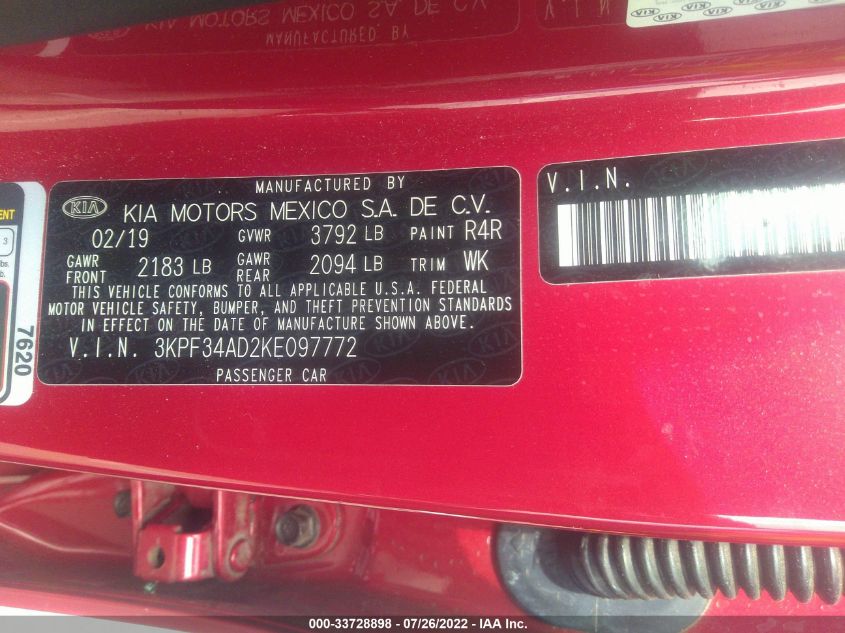 MANUFACTURED BY
KIA KIA MOTORS MEXICO S.A. DE C.V.
02/19 GVWR 3792 LB PAINT R4R
GAWR FRONT 2183 LB GAWR REAR 2094 LB TRIM WK
THIS VEHICLE CONFORMS TO ALL APPLICABLE U.S.A. FEDERAL
MOTOR VEHICLE SAFETY, BUMPER, AND THEFT PREVENTION STANDARDS
IN EFFECT ON THE DATE OF MANUFACTURE SHOWN ABOVE.
V.I.N. 3KPF34AD2KE097772
PASSENGER CAR
V.I.N.
7620
000-33728898 - 07/26/2022 - IAA Inc.